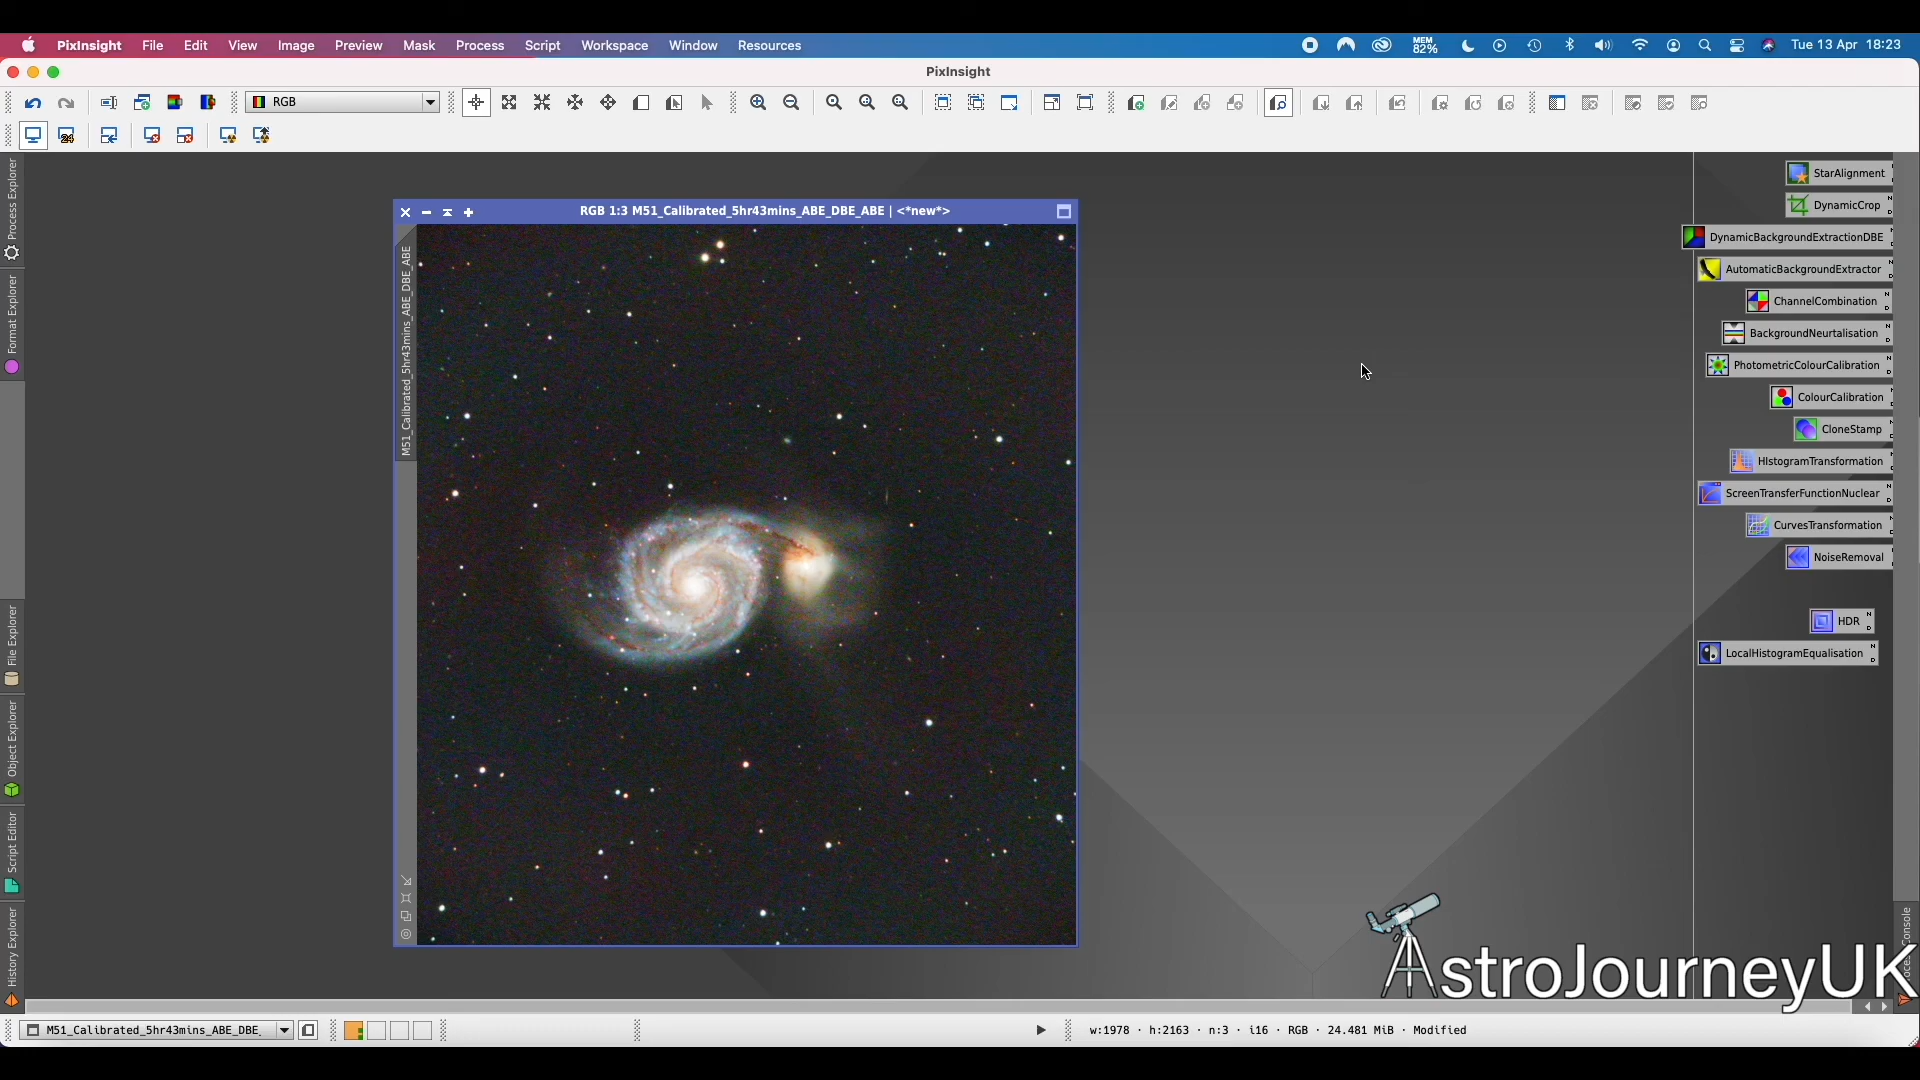 PixInsight File Edit View Image Preview Mask Process Script Workspace Window Resources MEM 82% Tue 13 Apr 18:23
PixInsight
RGB
24
Process Explorer
Format Explorer
File Explorer
Object Explorer
Script Editor
History Explorer
RGB 1:3 M51_Calibrated_5hr43mins_ABE_DBE_ABE | <*new*>
M51_Calibrated_5hr43mins_ABE_DBE_ABE
StarAlignment
DynamicCrop
DynamicBackgroundExtractionDBE
AutomaticBackgroundExtractor
ChannelCombination
BackgroundNeurtalisation
PhotometricColourCalibration
ColourCalibration
CloneStamp
HIstogramTransformation
ScreenTransferFunctionNuclear
CurvesTransformation
NoiseRemoval
HDR
LocalHistogramEqualisation
AstroJourneyUK
M51_Calibrated_5hr43mins_ABE_DBE_
w:1978 · h:2163 · n:3 · i16 · RGB · 24.481 MiB · Modified